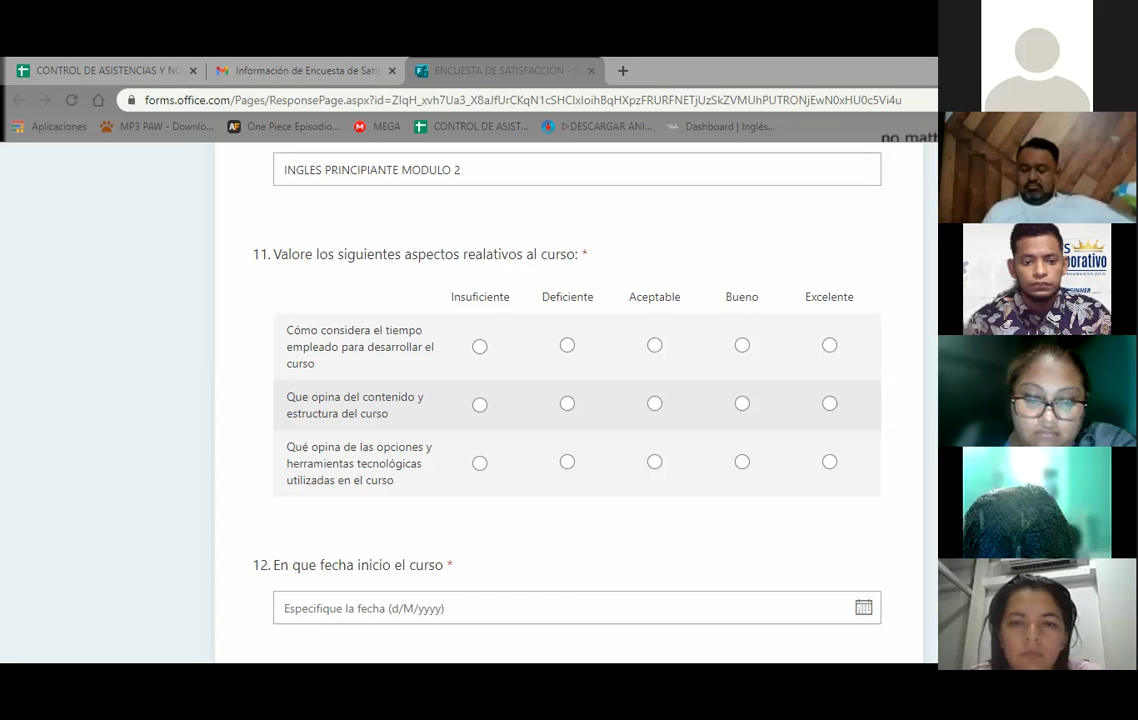 CONTROL DE ASISTENCIAS Y NO
Información de Encuesta de Sati
ENCUESTA DE SATISFACCIÓN -
forms.office.com/Pages/ResponsePage.aspx?id=ZIqH_xvh7Ua3_X8aJfUrCKqN1cSHCIxIoihBqHXpzFRURFNETjUzSkZVMUhPUTRONjEwN0xHU0c5Vi4u
Aplicaciones MP3 PAW - Downlo... One Piece Episodio... MEGA CONTROL DE ASIST... ▷DESCARGAR ANI... Dashboard | Inglés...
no matt
INGLES PRINCIPIANTE MODULO 2
11. Valore los siguientes aspectos realativos al curso: *
Insuficiente Deficiente Aceptable Bueno Excelente
Cómo considera el tiempo
empleado para desarrollar el
curso
Que opina del contenido y
estructura del curso
Qué opina de las opciones y
herramientas tecnológicas
utilizadas en el curso
12. En que fecha inicio el curso *
Especifique la fecha (d/M/yyyy)
S
porativo
INNER